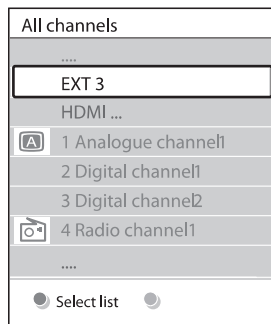 All channels
....
EXT 3
HDMI ...
A 1 Analogue channel1
2 Digital channel1
3 Digital channel2
4 Radio channel1
....
Select list